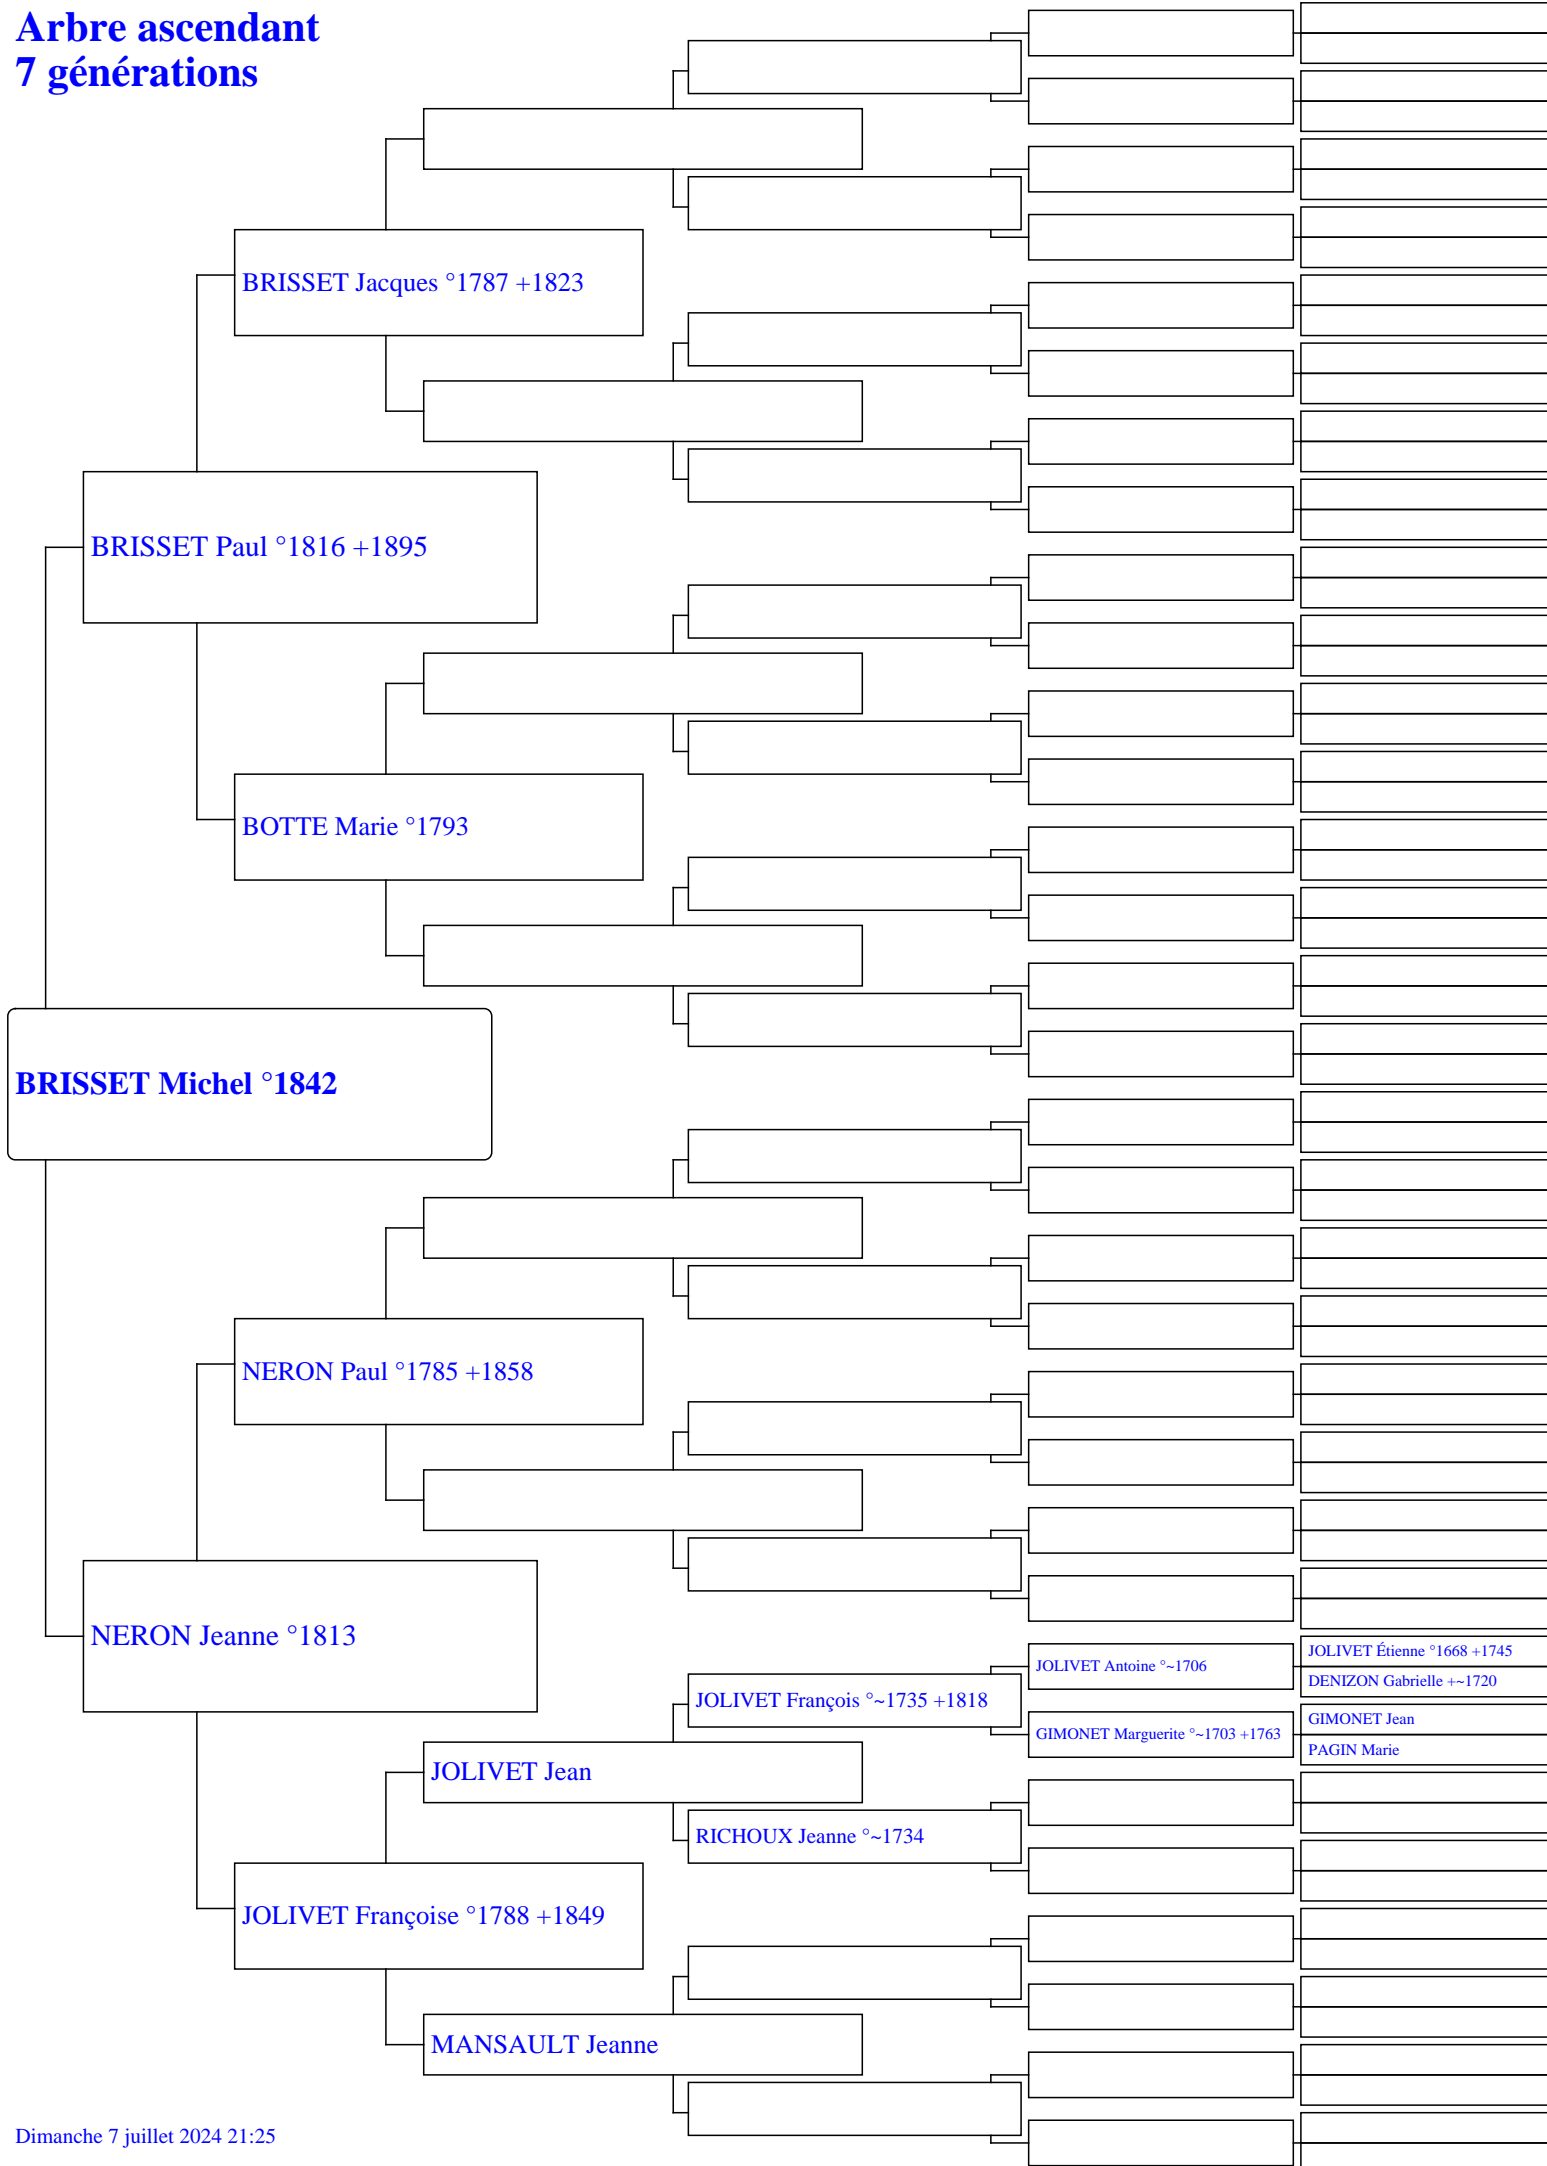 Arbre ascendant
7 générations
BRISSET Jacques °1787 +1823
BRISSET Paul °1816 +1895
BOTTE Marie °1793
BRISSET Michel °1842
NERON Paul °1785 +1858
NERON Jeanne °1813
JOLIVET Étienne °1668 +1745
JOLIVET Antoine °~1706
DENIZON Gabrielle +~1720
JOLIVET François °~1735 +1818
GIMONET Jean
GIMONET Marguerite °~1703 +1763
PAGIN Marie
JOLIVET Jean
RICHOUX Jeanne °~1734
JOLIVET Françoise °1788 +1849
MANSAULT Jeanne
Dimanche 7 juillet 2024 21:25